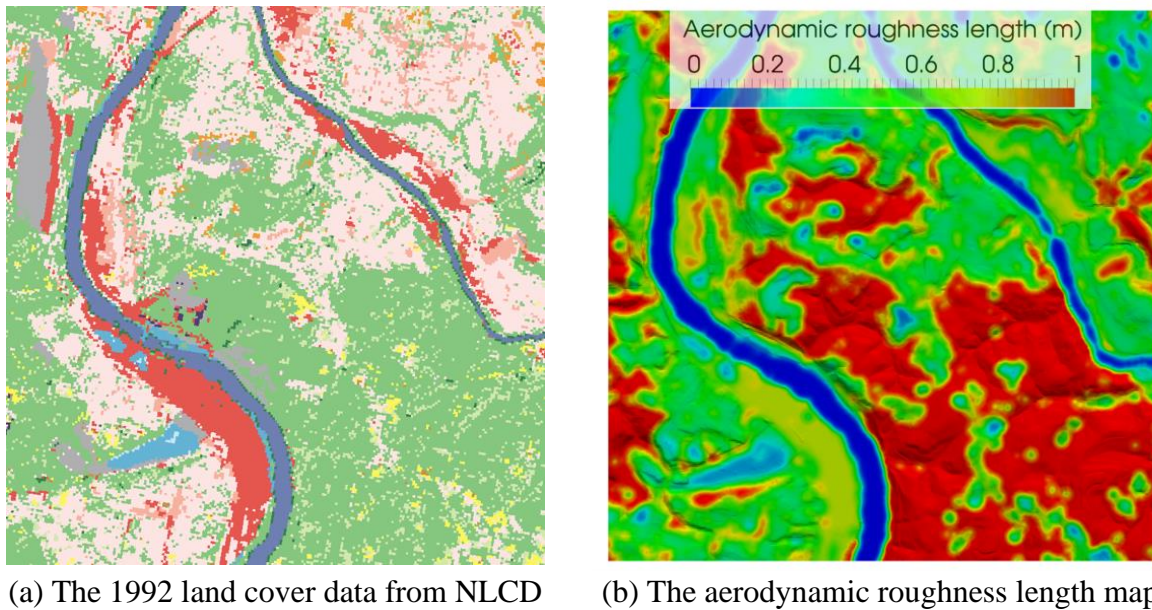 Aerodynamic roughness length (m)
0 0.2 0.4 0.6 0.8 1
(a) The 1992 land cover data from NLCD
(b) The aerodynamic roughness length map